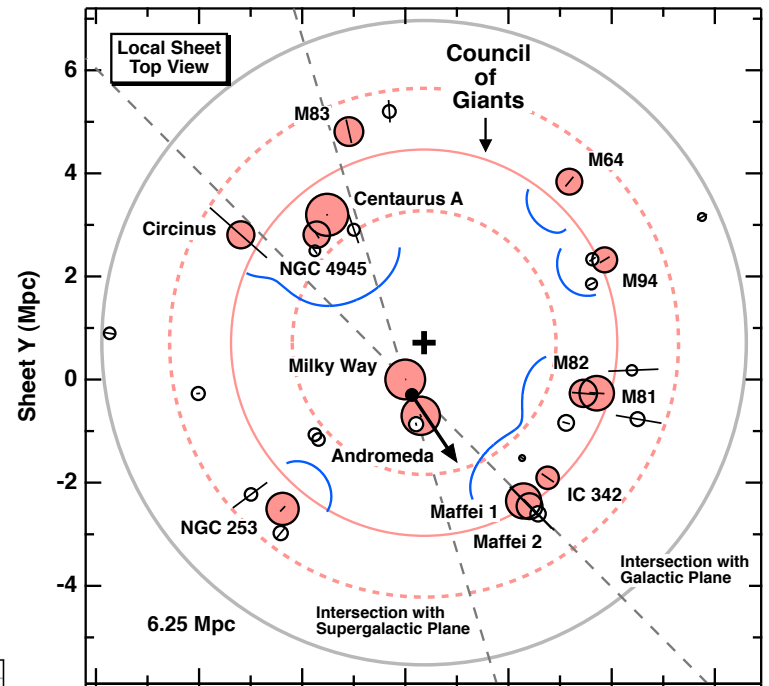 Local Sheet
Top View
Council
of
Giants
M83
M64
Centaurus A
Circinus
NGC 4945
M94
Milky Way
M82
M81
Andromeda
IC 342
Maffei 1
Maffei 2
NGC 253
Intersection with
Galactic Plane
Intersection with
Supergalactic Plane
6.25 Mpc
Sheet Y (Mpc)
6
4
2
0
-2
-4